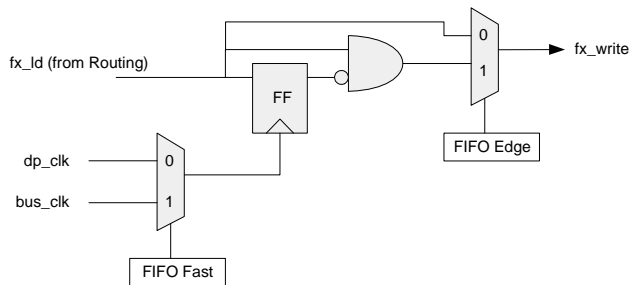 0
fx_write
fx_ld (from Routing)
1
FF
FIFO Edge
dp_clk
0
bus_clk
1
FIFO Fast